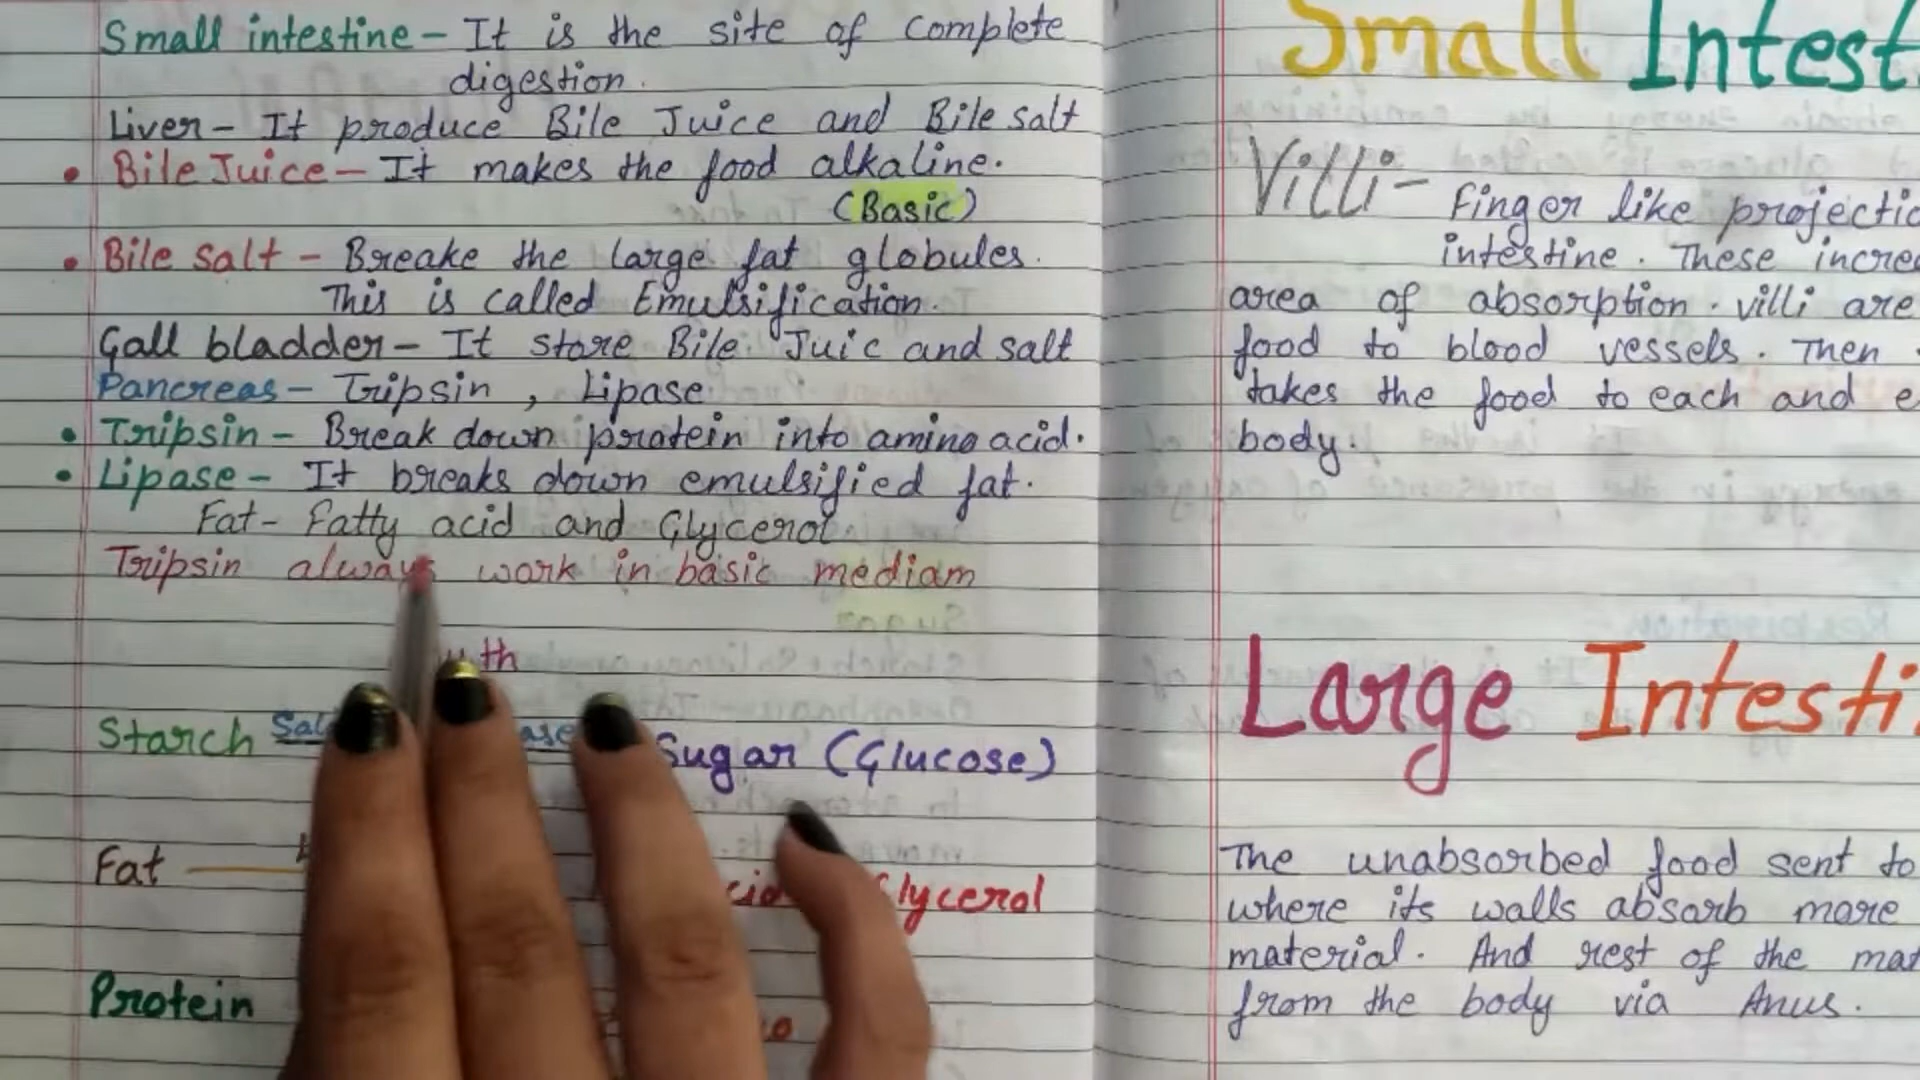 Small intestine - It is the site of complete
digestion.
Liver - It produce Bile Juice and Bile salt
• Bile Juice - It makes the food alkaline.
(Basic)
• Bile salt - Breake the large fat globules.
This is called Emulsification.
Gall bladder - It store Bile Juic and salt
Pancreas - Tripsin , Lipase
• Tripsin - Break down protein into amino acid.
• Lipase - It breaks down emulsified fat.
Fat - Fatty acid and Glycerol
Tripsin always work in basic mediam
Starch Sugar (Glucose)
Fat Glycerol
Protein
Small Intest
Villi - Finger like projectio
intestine. These increa
area of absorption. villi are
food to blood vessels. Then
takes the food to each and e
body.
Large Intesti
The unabsorbed food sent to
where its walls absorb more
material. And rest of the mat
from the body via Anus.